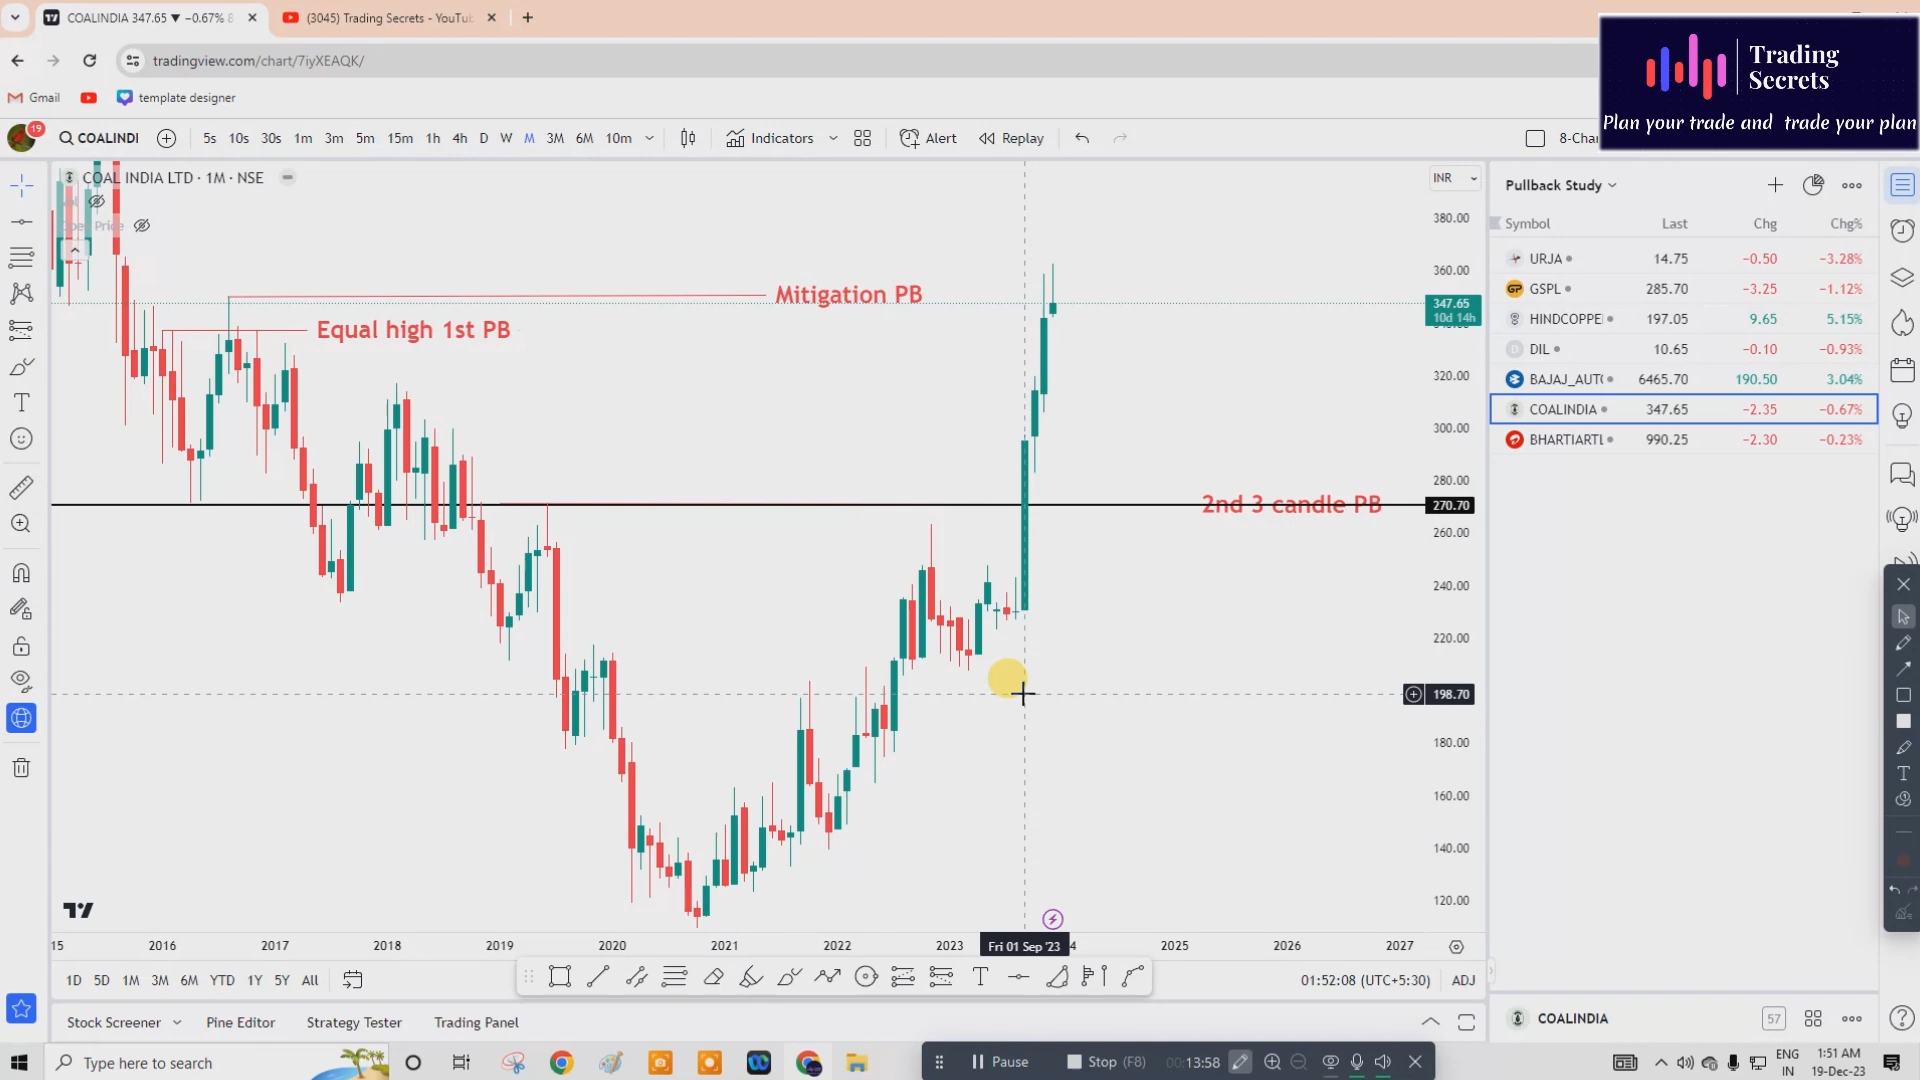 COALINDIA 347.65 ▼ −0.67%
(3045) Trading Secrets - YouTu
tradingview.com/chart/7iyXEAQK/
Gmail
template designer
Trading
Secrets
Plan your trade and trade your plan
19
COALINDI
5s 10s 30s 1m 3m 5m 15m 1h 4h D W M 3M 6M 10m
Indicators
Alert
Replay
8-Cha
COAL INDIA LTD · 1M · NSE
INR
Mitigation PB
Equal high 1st PB
2nd 3 candle PB
380.00
360.00
347.65
10d 14h
320.00
300.00
280.00
270.70
260.00
240.00
220.00
198.70
180.00
160.00
140.00
120.00
15 2016 2017 2018 2019 2020 2021 2022 2023 Fri 01 Sep '23 4 2025 2026 2027
1D 5D 1M 3M 6M YTD 1Y 5Y All
01:52:08 (UTC+5:30) ADJ
Stock Screener Pine Editor Strategy Tester Trading Panel
Pullback Study
Symbol Last Chg Chg%
URJA 14.75 −0.50 −3.28%
GSPL 285.70 −3.25 −1.12%
HINDCOPPE 197.05 9.65 5.15%
DIL 10.65 −0.10 −0.93%
BAJAJ_AUT 6465.70 190.50 3.04%
COALINDIA 347.65 −2.35 −0.67%
BHARTIARTL 990.25 −2.30 −0.23%
COALINDIA 57
Type here to search
Pause Stop (F8) 00:13:58
ENG
IN
1:51 AM
19-Dec-23